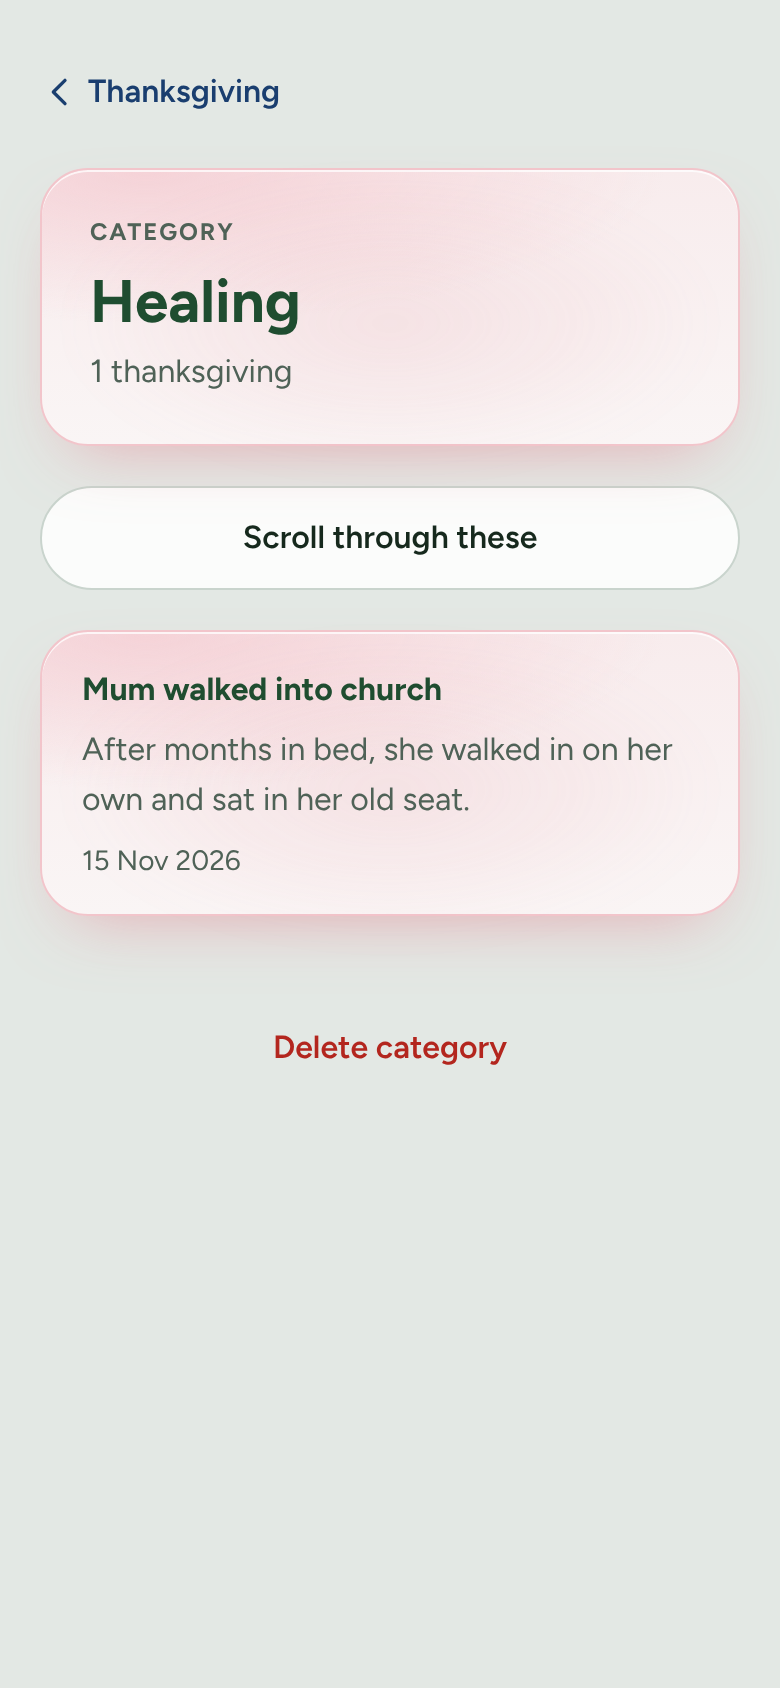 Thanksgiving
CATEGORY
Healing
1 thanksgiving
Scroll through these
Mum walked into church
After months in bed, she walked in on her
own and sat in her old seat.
15 Nov 2026
Delete category